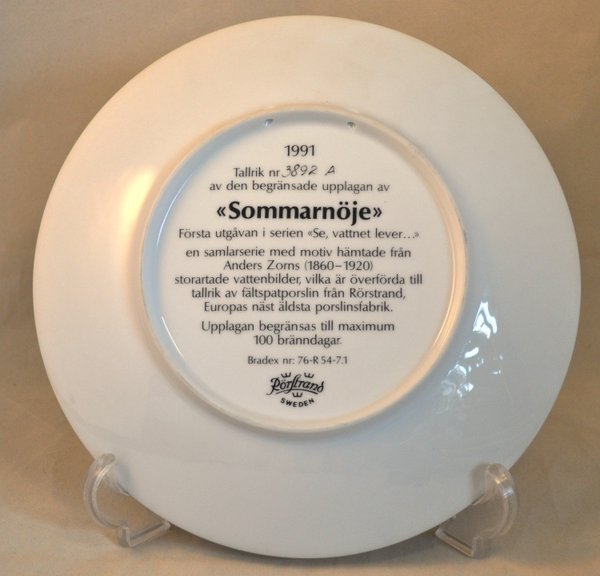 1991
Tallrik nr 3892 A
av den begränsade upplagan av
«Sommarnöje»
Första utgåvan i serien «Se, vattnet lever...»
en samlarserie med motiv hämtade från
Anders Zorns (1860–1920)
storartade vattenbilder, vilka är överförda till
tallrik av fältspatporslin från Rörstrand,
Europas näst äldsta porslinsfabrik.
Upplagan begränsas till maximum
100 bränndagar.
Bradex nr: 76-R 54-7.1
Rörstrand
SWEDEN